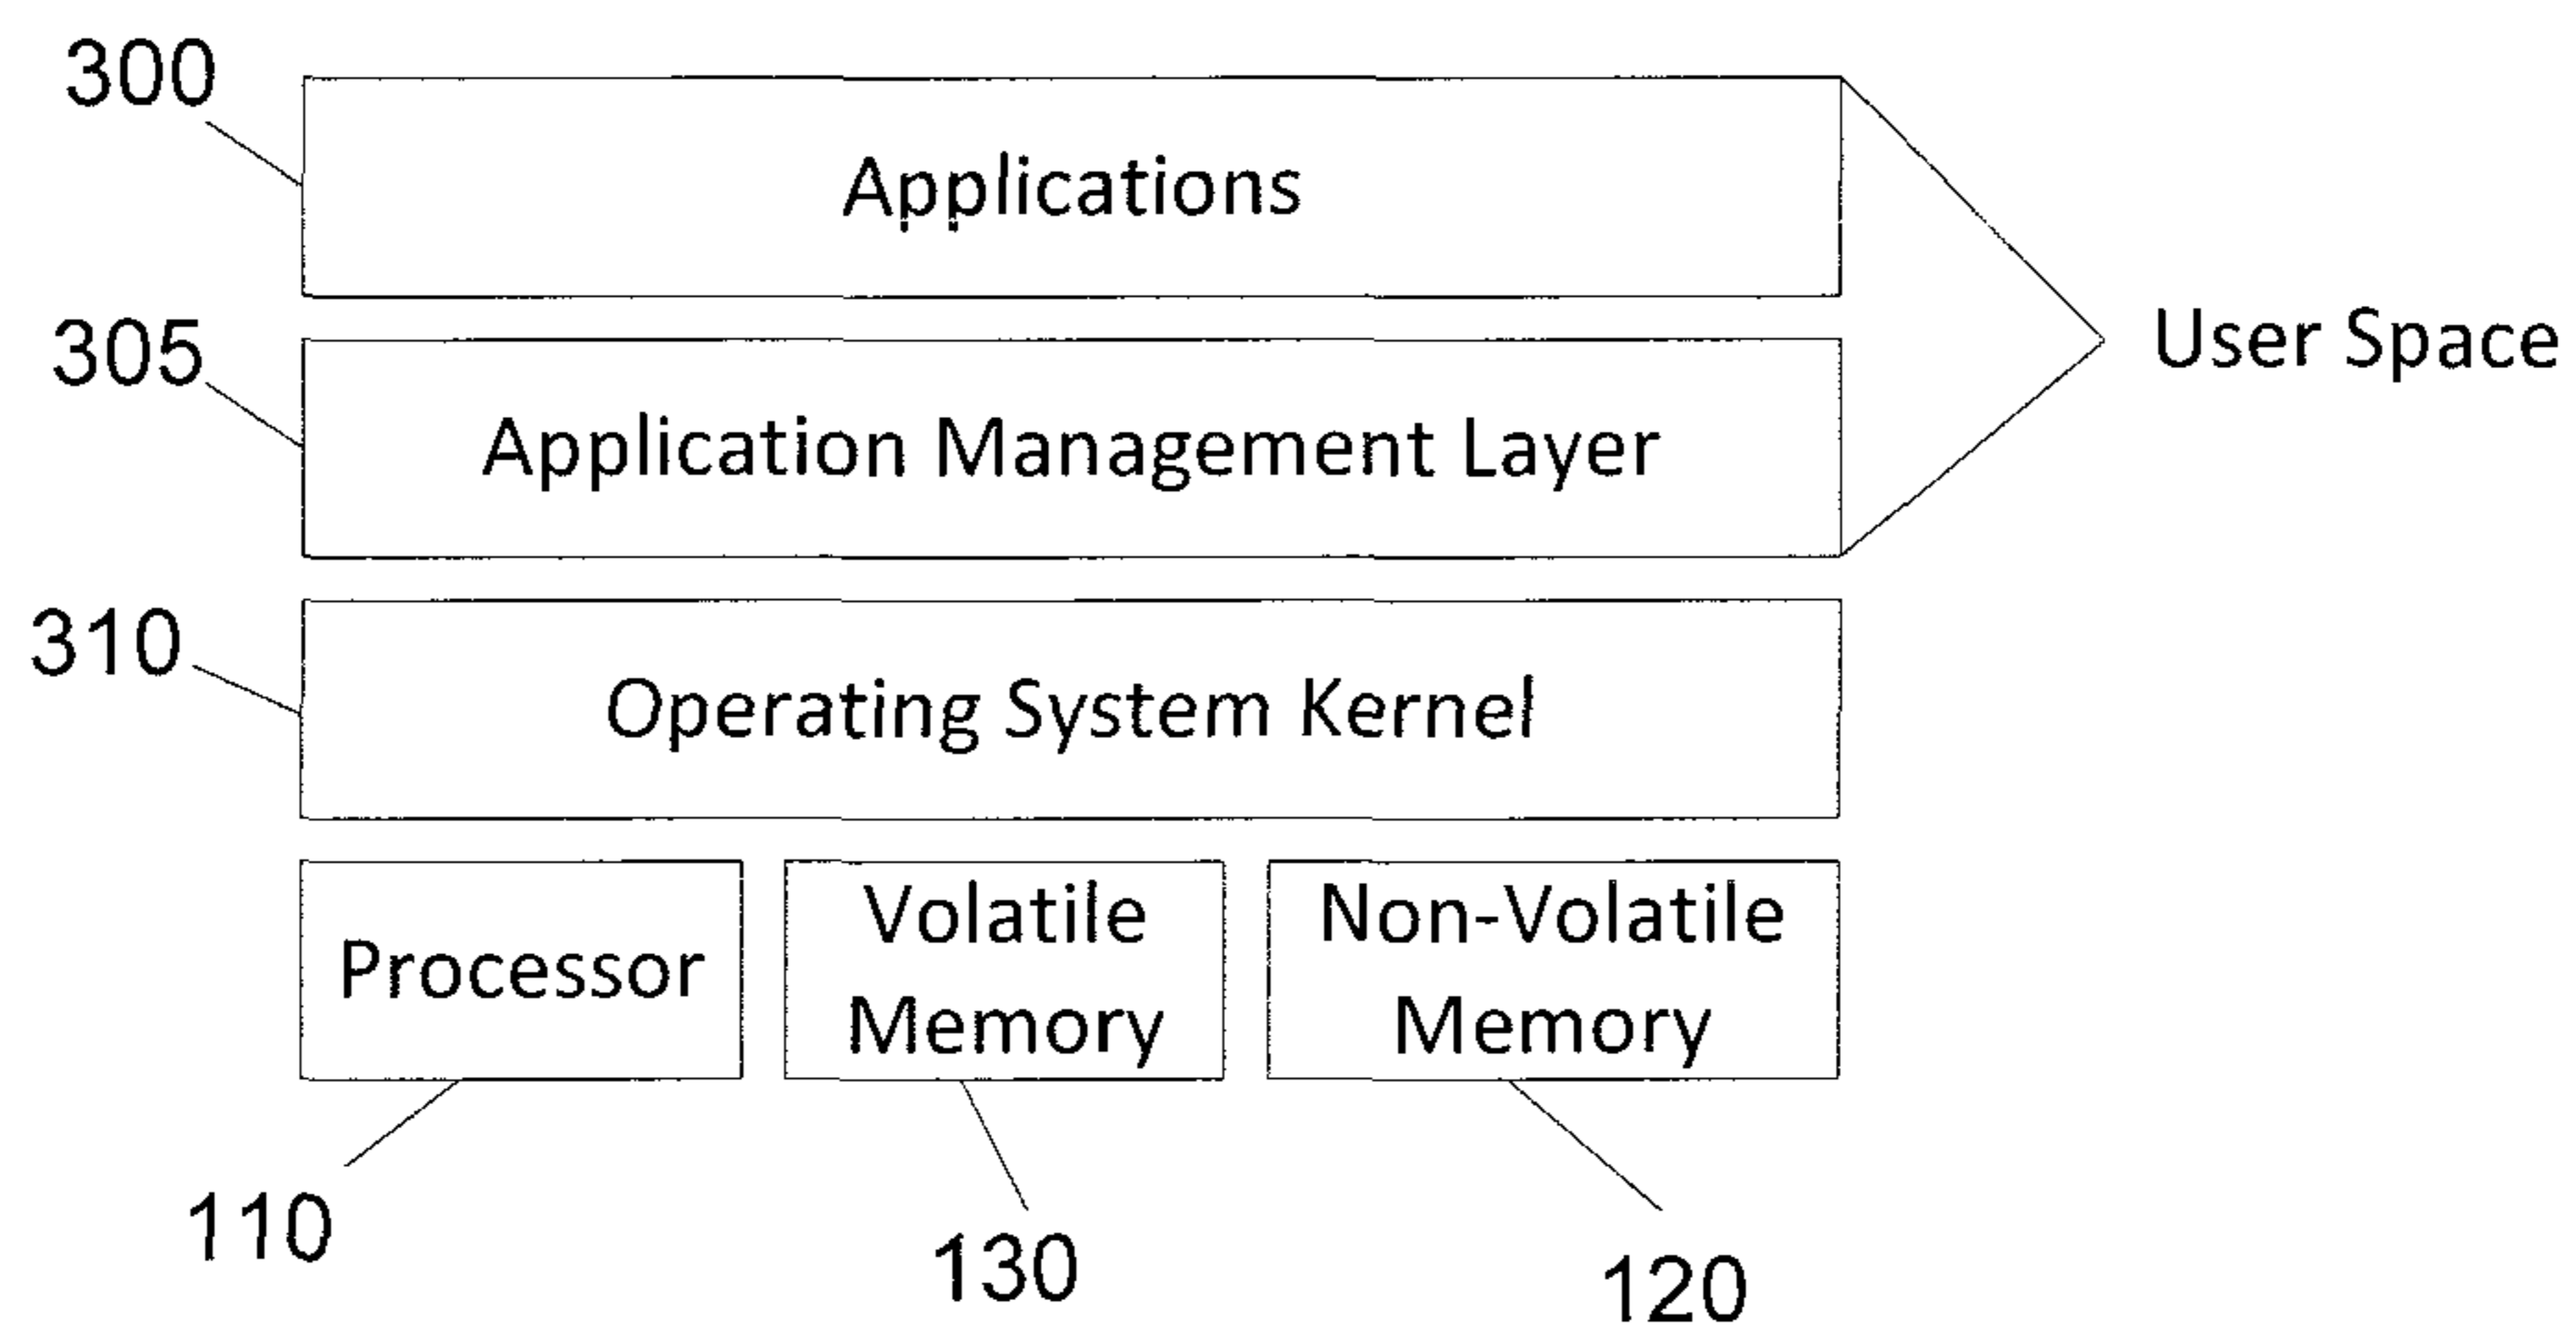 300
Applications
305
User Space
Application Management Layer
310
Operating System Kernel
Processor
Volatile
Memory
Non-Volatile
Memory
110
130
120